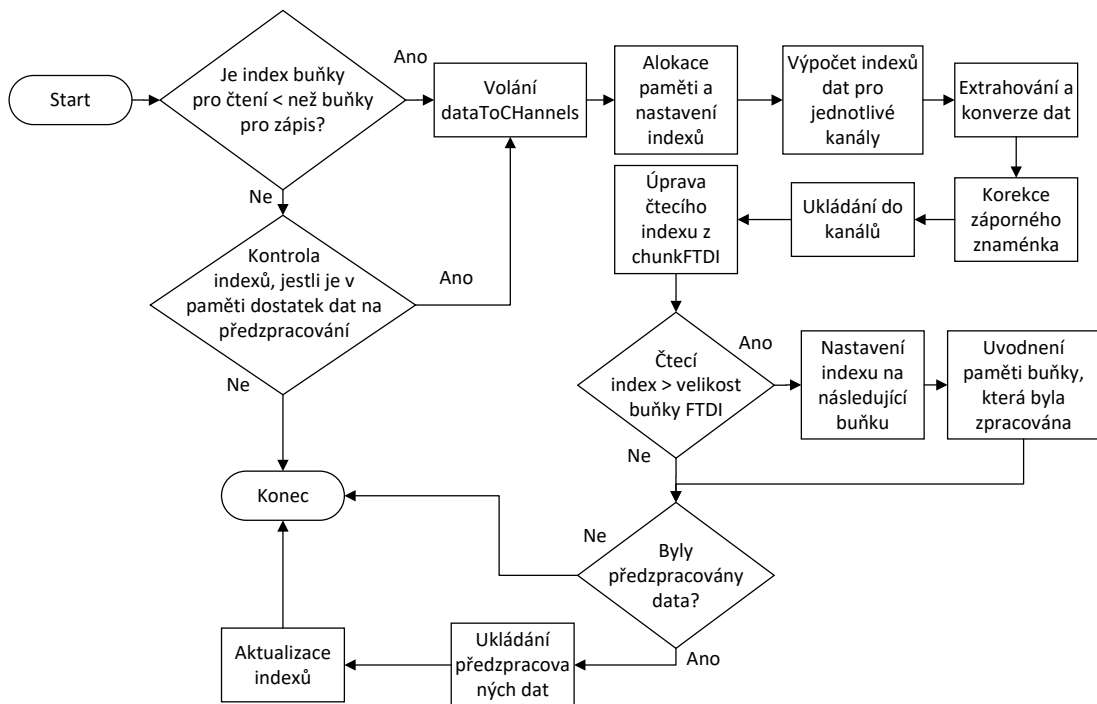 Start
Je index buňky
pro čtení < než buňky
pro zápis?
Ano
Ne
Volání
dataToCHannels
Alokace
paměti a
nastavení
indexů
Výpočet indexů
dat pro
jednotlivé
kanály
Extrahování a
konverze dat
Korekce
záporného
znaménka
Ukládání do
kanálů
Úprava
čtecího
indexu z
chunkFTDI
Kontrola
indexů, jestli je v
paměti dostatek dat na
předzpracování
Ano
Ne
Čtecí
index > velikost
buňky FTDI
Ano
Ne
Nastavení
indexu na
následující
buňku
Uvodnení
paměti buňky,
která byla
zpracována
Konec
Byly
předzpracovány
data?
Ne
Ano
Ukládání
předzpracova
ných dat
Aktualizace
indexů